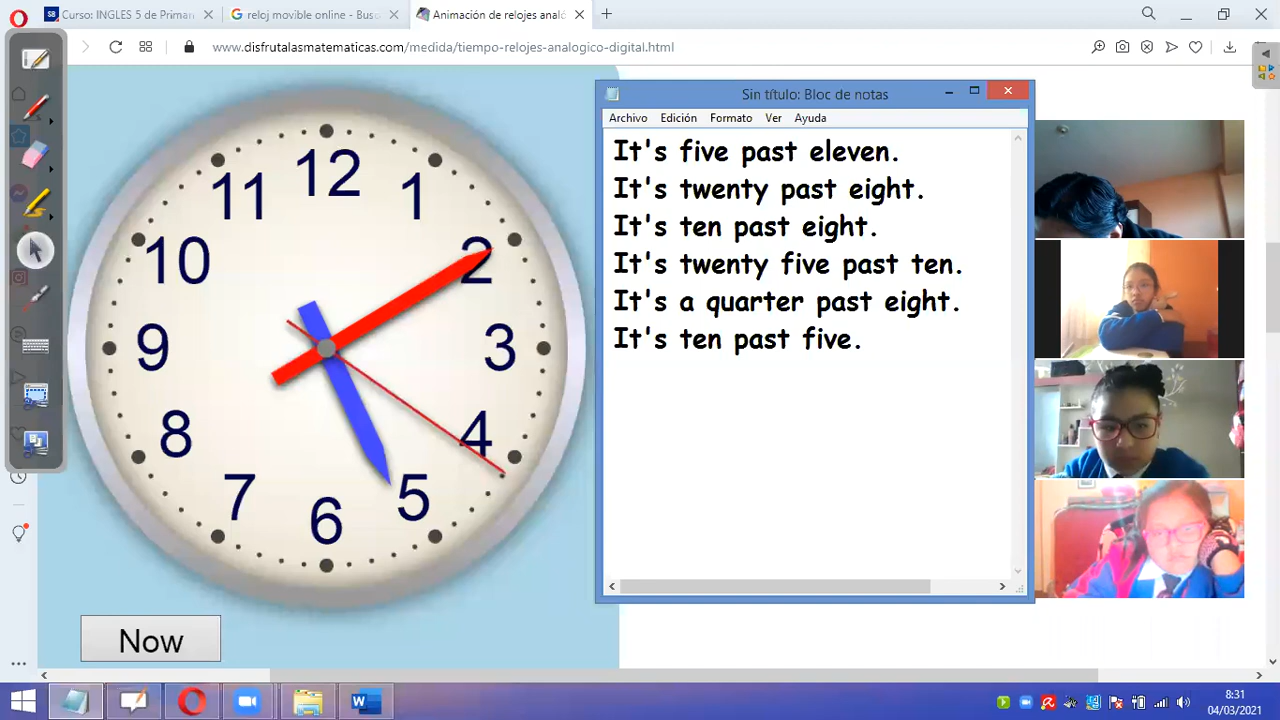 Curso: INGLES 5 de Primar
reloj movible online - Busq
Animación de relojes analó
www.disfrutalasmatematicas.com/medida/tiempo-relojes-analogico-digital.html
Sin título: Bloc de notas
Archivo Edición Formato Ver Ayuda
It's five past eleven.
It's twenty past eight.
It's ten past eight.
It's twenty five past ten.
It's a quarter past eight.
It's ten past five.
12
1
2
3
4
5
6
7
8
9
10
11
Now
8:31
04/03/2021